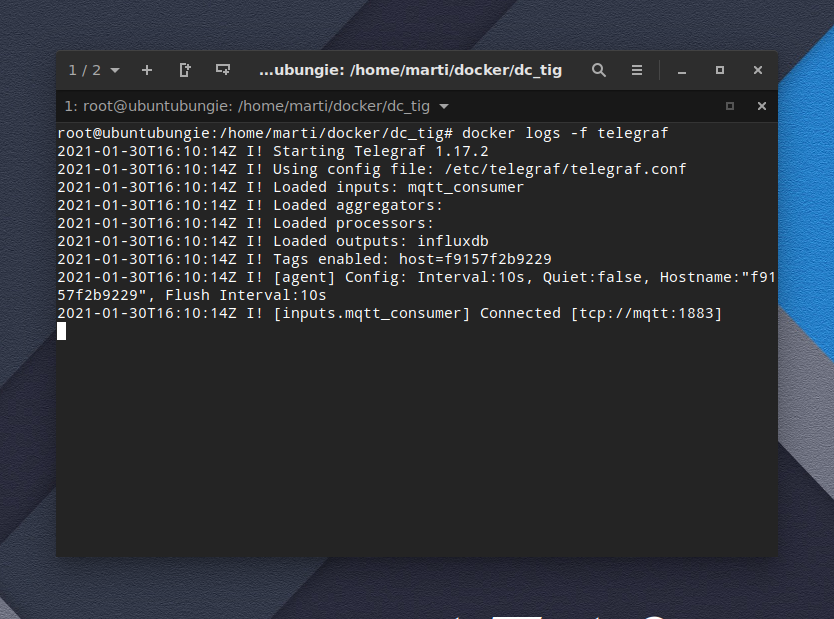 1 / 2
...ubungie: /home/marti/docker/dc_tig
1: root@ubuntubungie: /home/marti/docker/dc_tig
root@ubuntubungie:/home/marti/docker/dc_tig# docker logs -f telegraf
2021-01-30T16:10:14Z I! Starting Telegraf 1.17.2
2021-01-30T16:10:14Z I! Using config file: /etc/telegraf/telegraf.conf
2021-01-30T16:10:14Z I! Loaded inputs: mqtt_consumer
2021-01-30T16:10:14Z I! Loaded aggregators:
2021-01-30T16:10:14Z I! Loaded processors:
2021-01-30T16:10:14Z I! Loaded outputs: influxdb
2021-01-30T16:10:14Z I! Tags enabled: host=f9157f2b9229
2021-01-30T16:10:14Z I! [agent] Config: Interval:10s, Quiet:false, Hostname:"f91
57f2b9229", Flush Interval:10s
2021-01-30T16:10:14Z I! [inputs.mqtt_consumer] Connected [tcp://mqtt:1883]